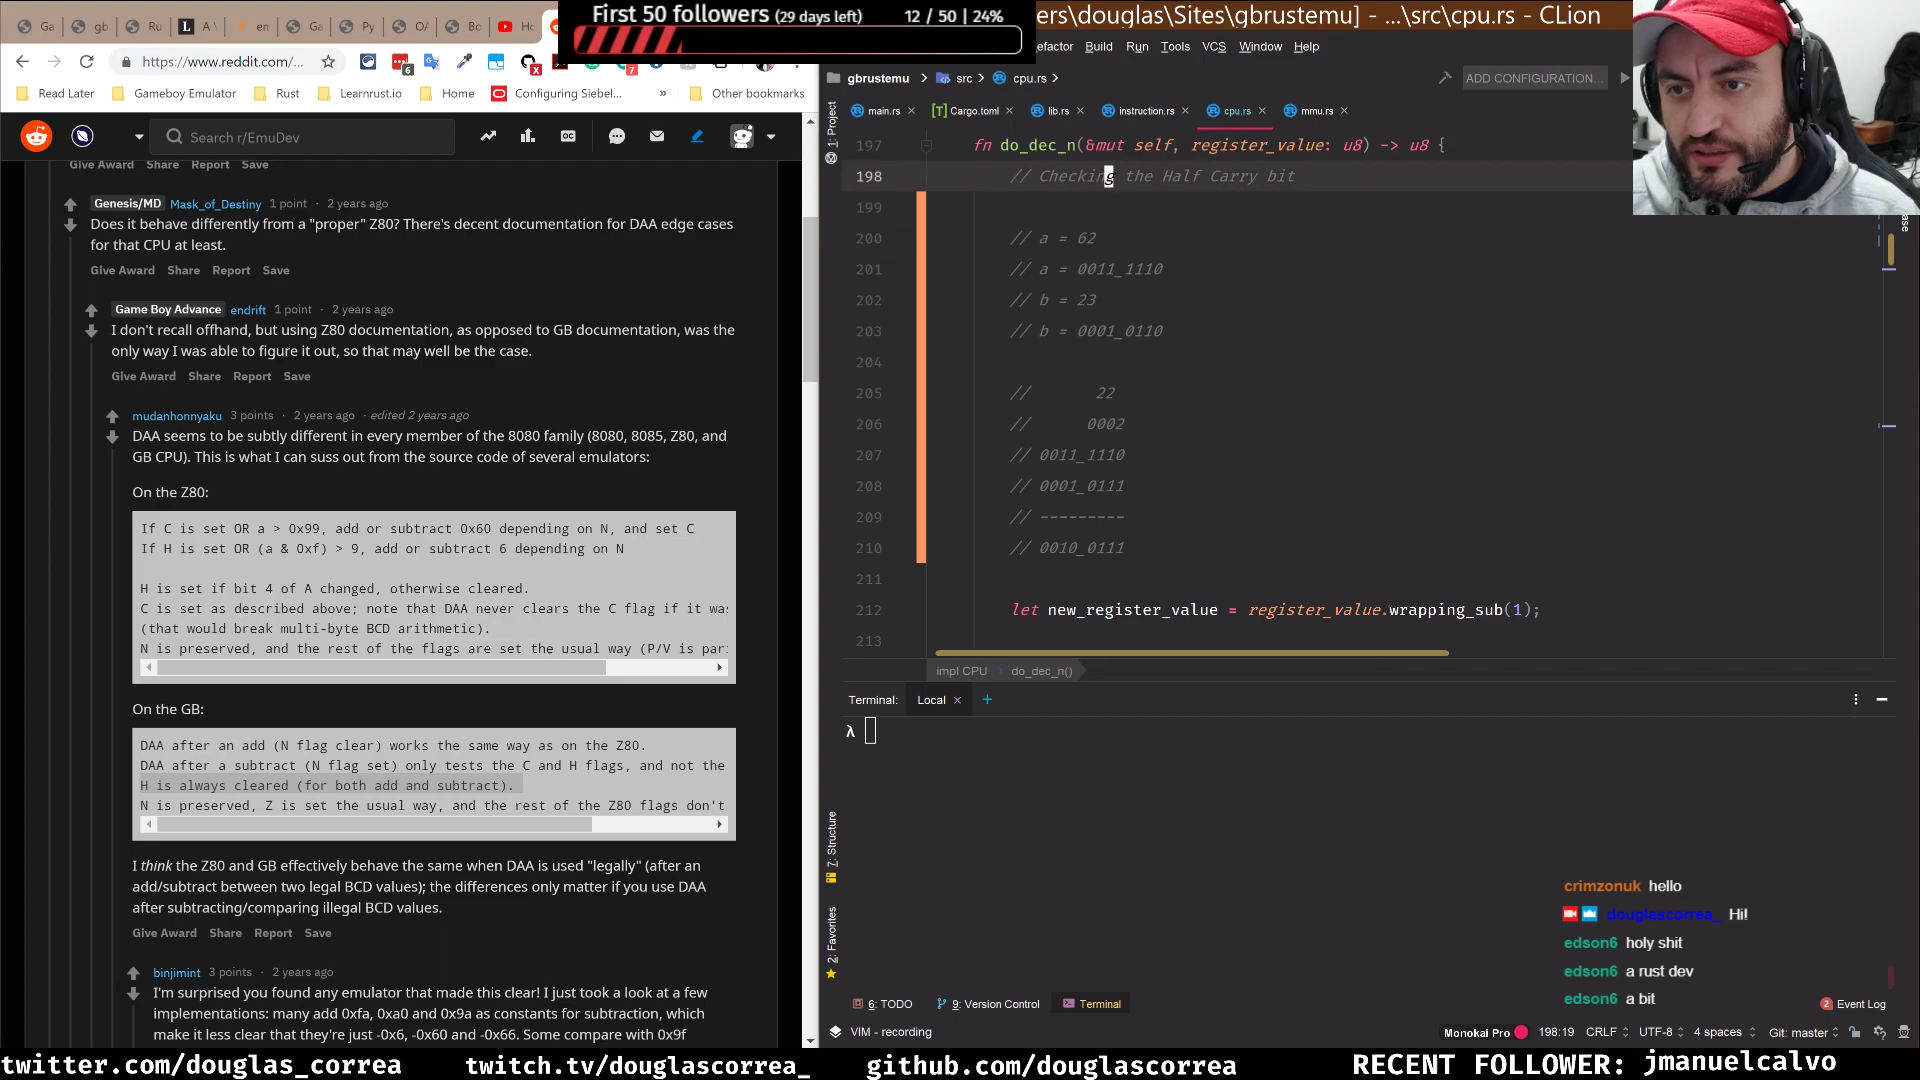 First 50 followers (29 days left) 12 / 50 | 24%
ers\douglas\Sites\gbrustemu] - ...\src\cpu.rs - CLion
https://www.reddit.com/...
Read Later
Gameboy Emulator
Rust
Learnrust.io
Home
Configuring Siebel...
»
Other bookmarks
Search r/EmuDev
Give Award Share Report Save
Genesis/MD Mask_of_Destiny 1 point · 2 years ago
Does it behave differently from a "proper" Z80? There's decent documentation for DAA edge cases
for that CPU at least.
Give Award Share Report Save
Game Boy Advance endrift 1 point · 2 years ago
I don't recall offhand, but using Z80 documentation, as opposed to GB documentation, was the
only way I was able to figure it out, so that may well be the case.
Give Award Share Report Save
mudanhonnyaku 3 points · 2 years ago · edited 2 years ago
DAA seems to be subtly different in every member of the 8080 family (8080, 8085, Z80, and
GB CPU). This is what I can suss out from the source code of several emulators:
On the Z80:
If C is set OR a > 0x99, add or subtract 0x60 depending on N, and set C
If H is set OR (a & 0xf) > 9, add or subtract 6 depending on N
H is set if bit 4 of A changed, otherwise cleared.
C is set as described above; note that DAA never clears the C flag if it wa
(that would break multi-byte BCD arithmetic).
N is preserved, and the rest of the flags are set the usual way (P/V is par
On the GB:
DAA after an add (N flag clear) works the same way as on the Z80.
DAA after a subtract (N flag set) only tests the C and H flags, and not the
H is always cleared (for both add and subtract).
N is preserved, Z is set the usual way, and the rest of the Z80 flags don't
I think the Z80 and GB effectively behave the same when DAA is used "legally" (after an
add/subtract between two legal BCD values); the differences only matter if you use DAA
after subtracting/comparing illegal BCD values.
Give Award Share Report Save
binjimint 3 points · 2 years ago
I'm surprised you found any emulator that made this clear! I just took a look at a few
implementations: many add 0xfa, 0xa0 and 0x9a as constants for subtraction, which
make it less clear that they're just -0x6, -0x60 and -0x66. Some compare with 0x9f
efactor Build Run Tools VCS Window Help
gbrustemu > src > cpu.rs >
ADD CONFIGURATION...
main.rs × Cargo.toml × lib.rs × instruction.rs × cpu.rs × mmu.rs ×
1: Project
197 fn do_dec_n(&mut self, register_value: u8) -> u8 {
198 // Checking the Half Carry bit
199
200 // a = 62
201 // a = 0011_1110
202 // b = 23
203 // b = 0001_0110
204
205 // 22
206 // 0002
207 // 0011_1110
208 // 0001_0111
209 // ---------
210 // 0010_0111
211
212 let new_register_value = register_value.wrapping_sub(1);
213
impl CPU > do_dec_n()
Terminal: Local × +
λ
7: Structure
2: Favorites
crimzonuk hello
douglascorrea_ Hi!
edson6 holy shit
edson6 a rust dev
edson6 a bit
6: TODO 9: Version Control Terminal
2 Event Log
VIM - recording
Monokai Pro 198:19 CRLF UTF-8 4 spaces Git: master
twitter.com/douglas_correa twitch.tv/douglascorrea_ github.com/douglascorrea RECENT FOLLOWER: jmanuelcalvo